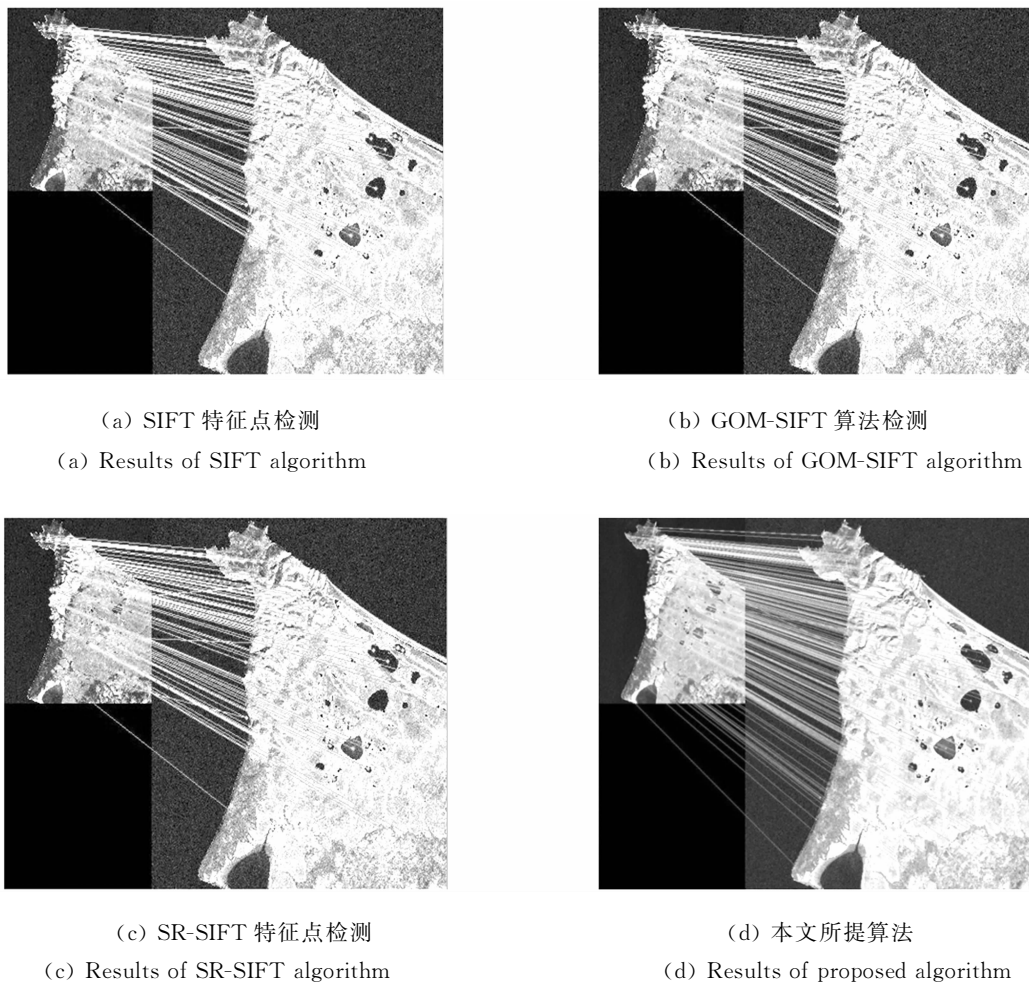 (a) SIFT 特征点检测
(a) Results of SIFT algorithm
(b) GOM-SIFT 算法检测
(b) Results of GOM-SIFT algorithm
(c) SR-SIFT 特征点检测
(c) Results of SR-SIFT algorithm
(d) 本文所提算法
(d) Results of proposed algorithm